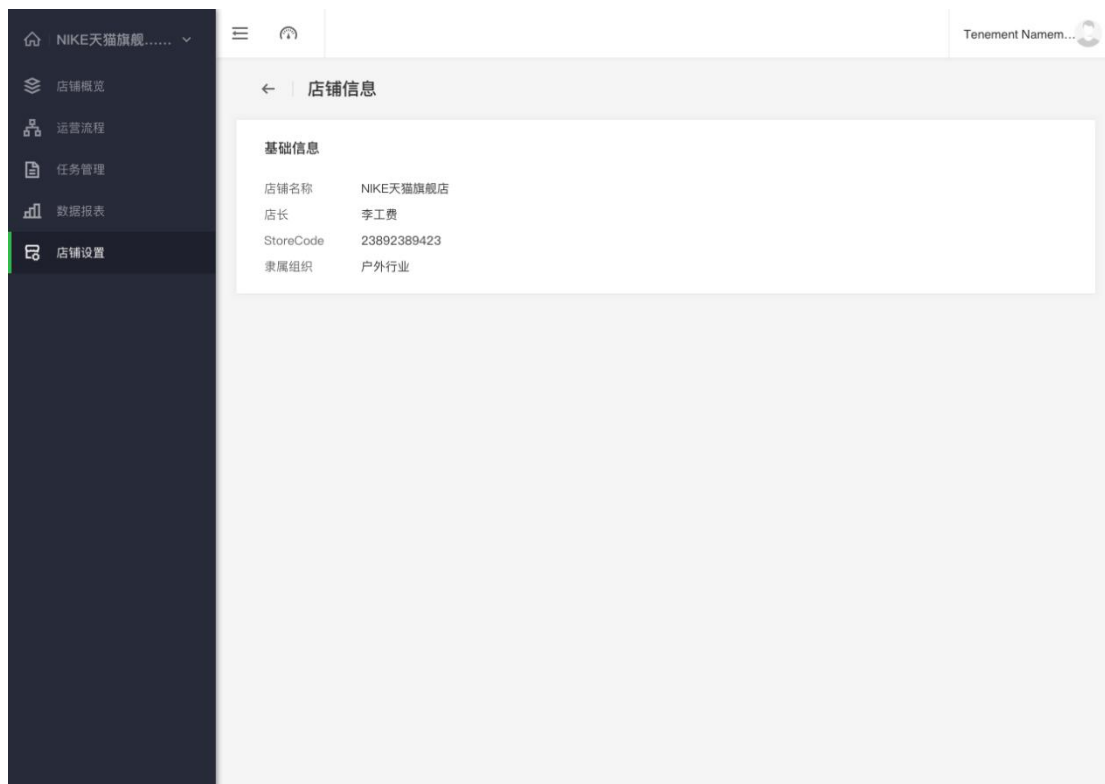 NIKE天猫旗舰......
Tenement Namem...
店铺概览
运营流程
任务管理
数据报表
店铺设置
店铺信息
基础信息
店铺名称 NIKE天猫旗舰店
店长 李工费
StoreCode 23892389423
隶属组织 户外行业